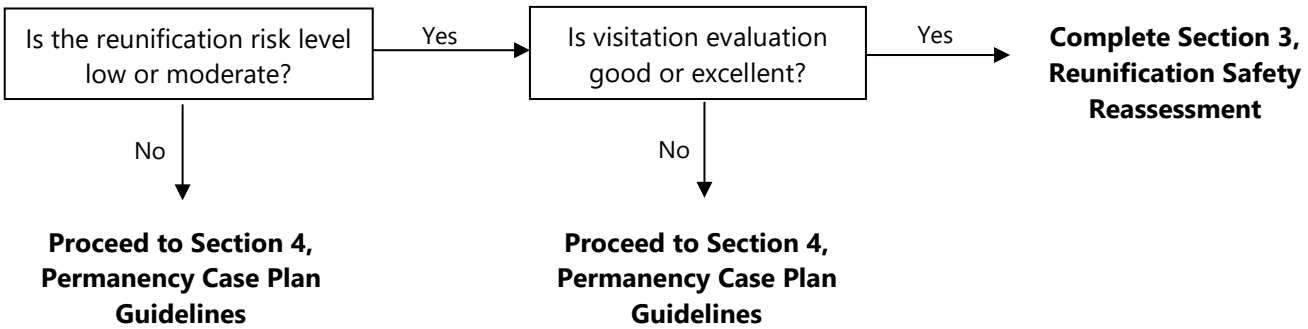 Is the reunification risk level
low or moderate?
Yes
Is visitation evaluation
good or excellent?
Yes
Complete Section 3,
Reunification Safety
Reassessment
No
No
Proceed to Section 4,
Permanency Case Plan
Guidelines
Proceed to Section 4,
Permanency Case Plan
Guidelines